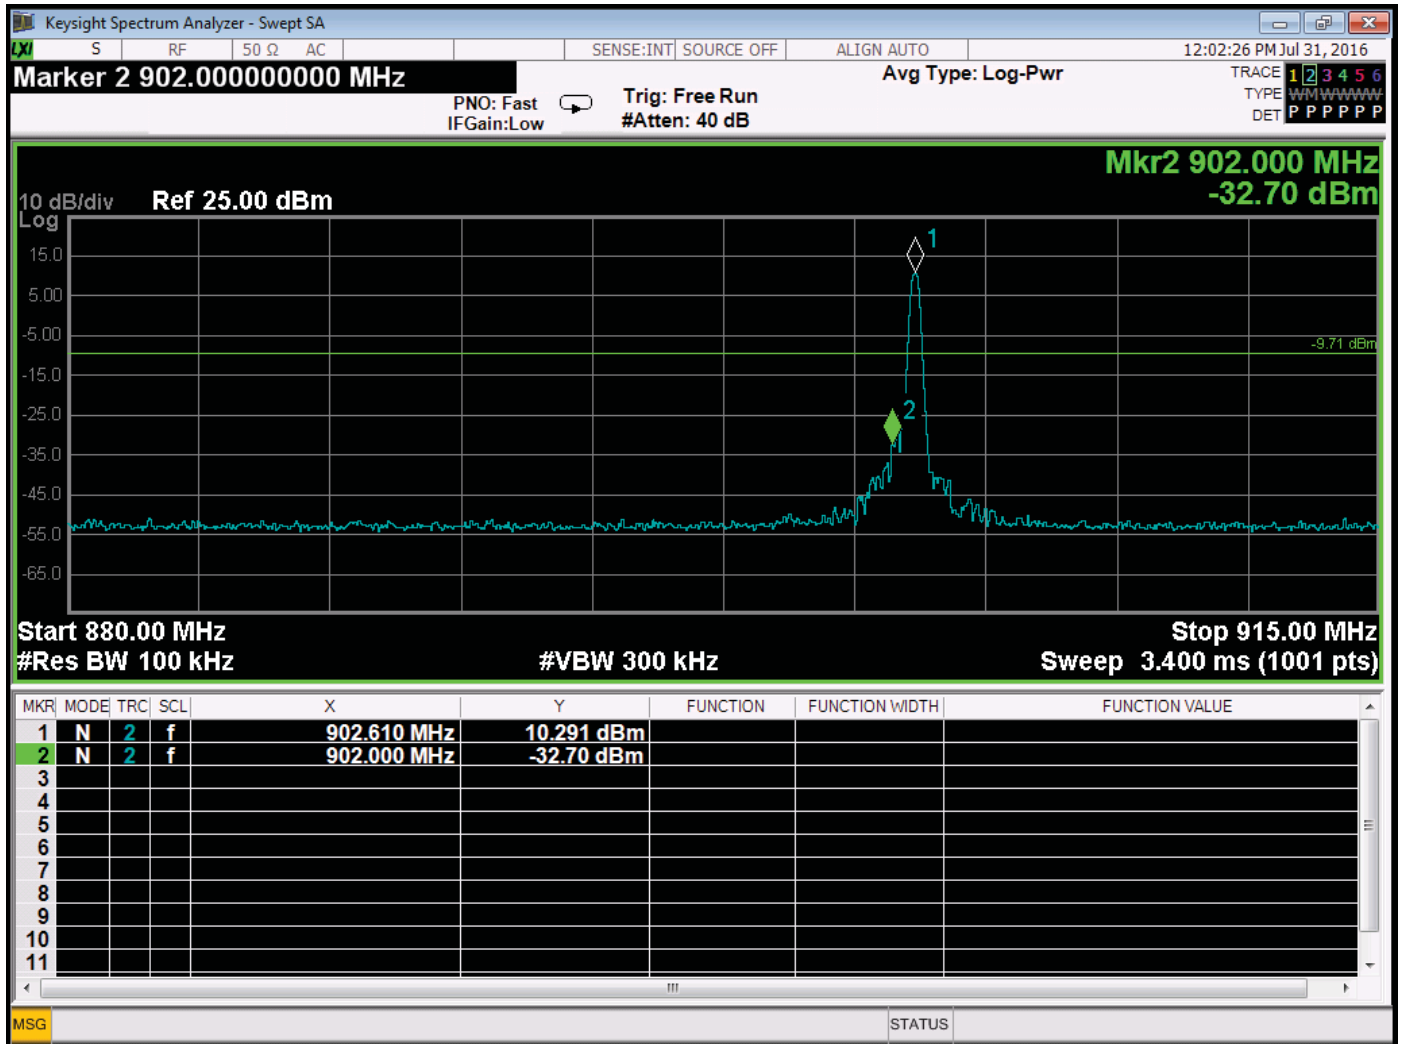 Keysight Spectrum Analyzer - Swept SA
LXI S RF 50 Ω AC SENSE:INT SOURCE OFF ALIGN AUTO 12:02:26 PM Jul 31, 2016
Marker 2 902.000000000 MHz
Avg Type: Log-Pwr
TRACE 1 2 3 4 5 6
PNO: Fast
Trig: Free Run
TYPE WMWWWW
IFGain:Low
#Atten: 40 dB
DET P P P P P P
Mkr2 902.000 MHz
-32.70 dBm
10 dB/div Ref 25.00 dBm
Log
1
15.0
5.00
-5.00
-9.71 dBm
-15.0
2
-25.0
-35.0
-45.0
-55.0
-65.0
Start 880.00 MHz Stop 915.00 MHz
#Res BW 100 kHz #VBW 300 kHz Sweep 3.400 ms (1001 pts)
MKR MODE TRC SCL X Y FUNCTION FUNCTION WIDTH FUNCTION VALUE
1 N 2 f 902.610 MHz 10.291 dBm
2 N 2 f 902.000 MHz -32.70 dBm
3
4
5
6
7
8
9
10
11
MSG STATUS